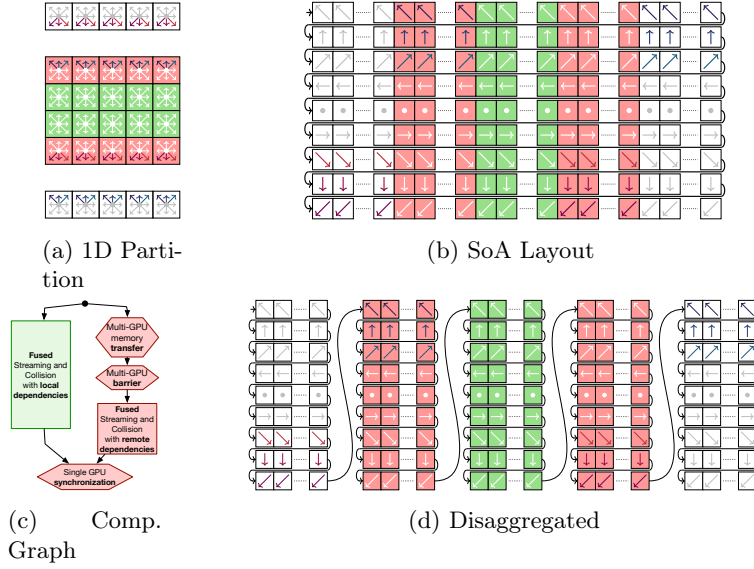 (a) 1D Parti-
tion
(b) SoA Layout
Fused
Streaming and
Collision
with local
dependencies
Multi-GPU
memory
transfer
Multi-GPU
barrier
Fused
Streaming and
Collision
with remote
dependencies
Single GPU
synchronization
(c) Comp.
Graph
(d) Disaggregated